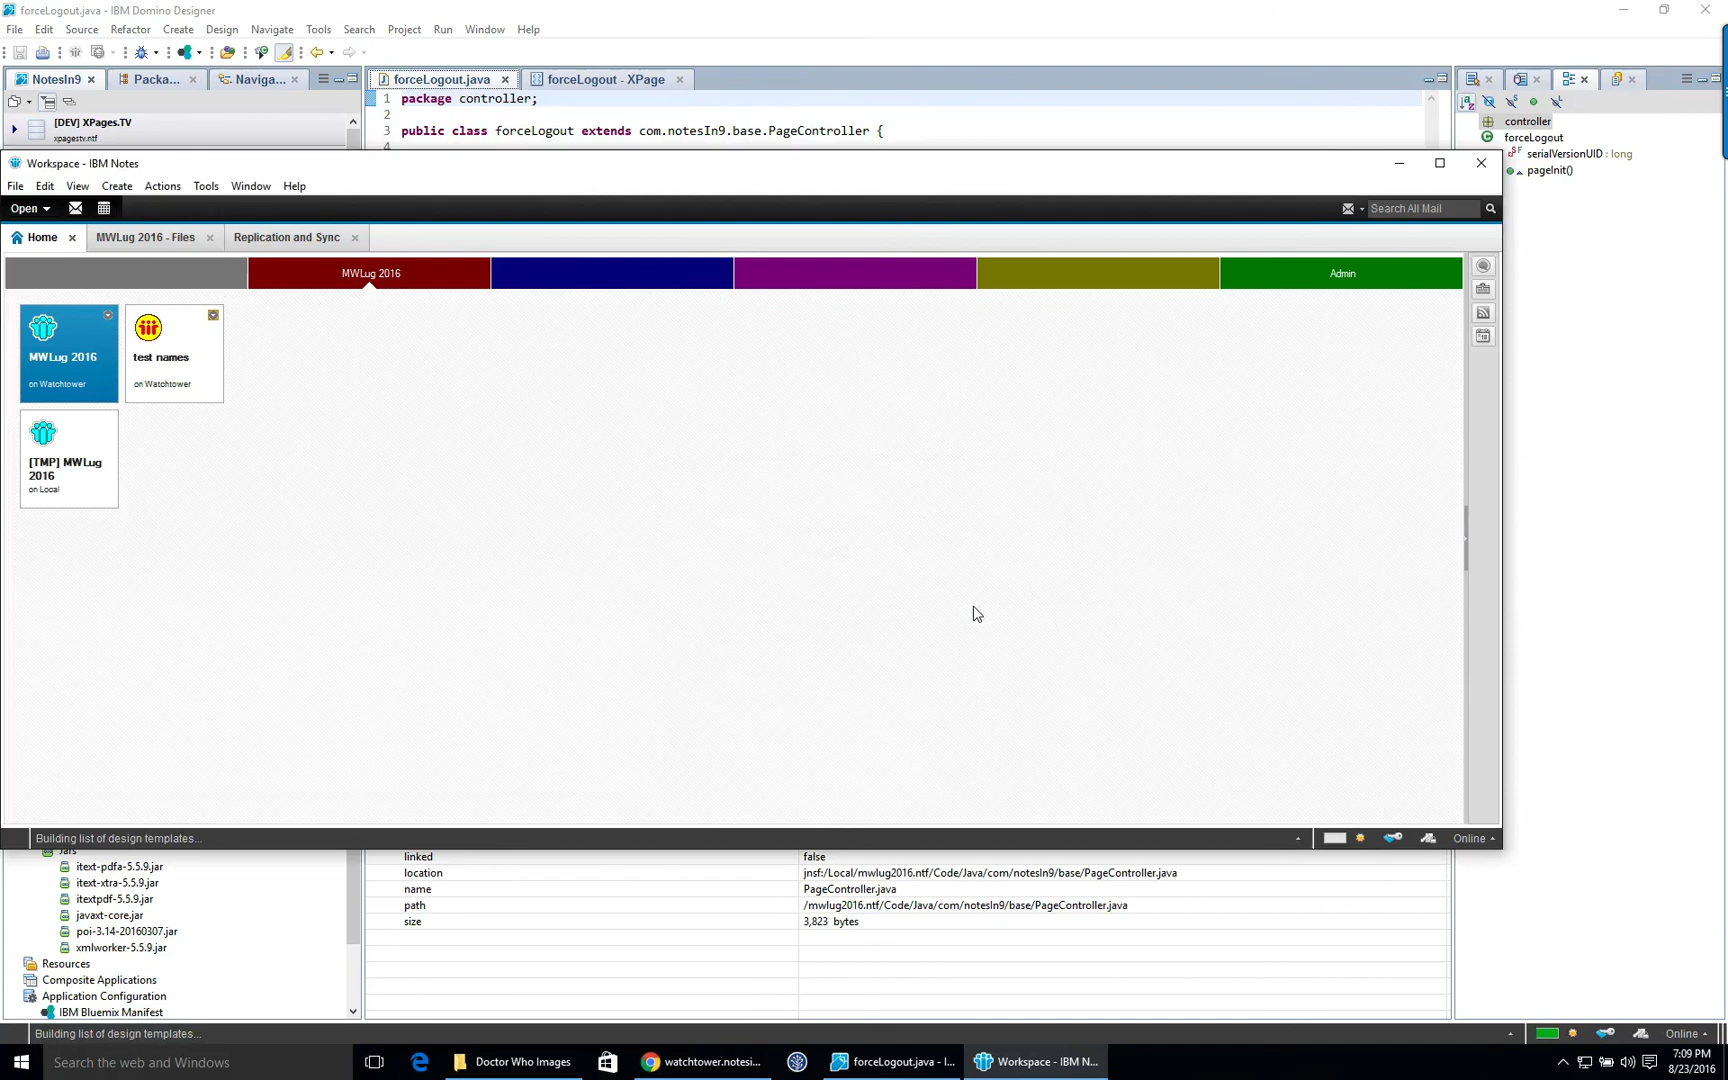 forceLogout.java - IBM Domino Designer
File Edit Source Refactor Create Design Navigate Tools Search Project Run Window Help
NotesIn9 Packa... Naviga... forceLogout.java forceLogout - XPage
[DEV] XPages.TV
xpagestv.ntf
1 package controller;
2
3 public class forceLogout extends com.notesIn9.base.PageController {
4
controller
forceLogout
serialVersionUID : long
pageInit()
Workspace - IBM Notes
File Edit View Create Actions Tools Window Help
Open Search All Mail
Home MWLug 2016 - Files Replication and Sync
MWLug 2016 Admin
MWLug 2016
on Watchtower
test names
on Watchtower
[TMP] MWLug
2016
on Local
Building list of design templates...
Online
Jars
itext-pdfa-5.5.9.jar
itext-xtra-5.5.9.jar
itextpdf-5.5.9.jar
javaxt-core.jar
poi-3.14-20160307.jar
xmlworker-5.5.9.jar
Resources
Composite Applications
Application Configuration
IBM Bluemix Manifest
linked false
location jnsf:/Local/mwlug2016.ntf/Code/Java/com/notesIn9/base/PageController.java
name PageController.java
path /mwlug2016.ntf/Code/Java/com/notesIn9/base/PageController.java
size 3,823 bytes
Building list of design templates...
Online
Search the web and Windows
Doctor Who Images
watchtower.notesi...
forceLogout.java - I...
Workspace - IBM N...
7:09 PM
8/23/2016